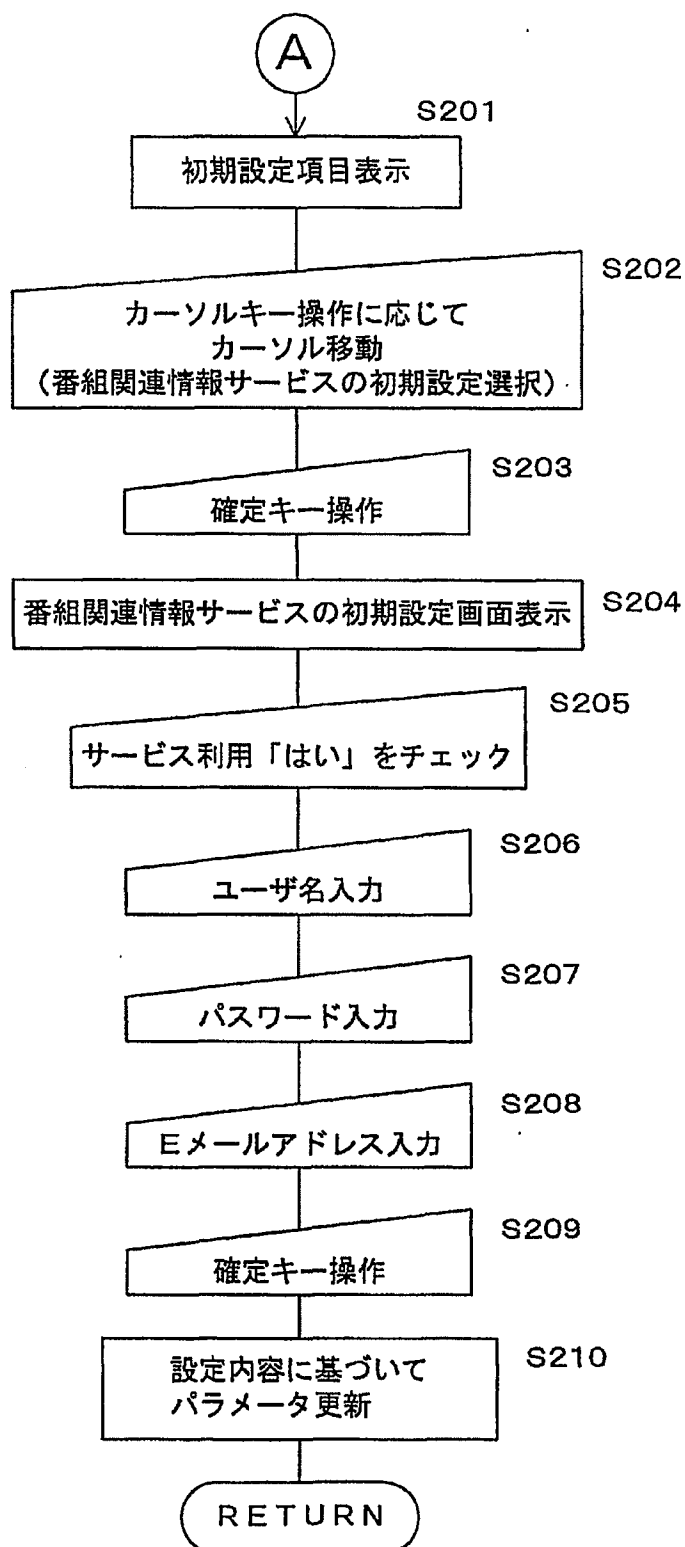 A
S201
初期設定項目表示
S202
カーソルキー操作に応じて
カーソル移動
（番組関連情報サービスの初期設定選択）
S203
確定キー操作
番組関連情報サービスの初期設定画面表示
S204
S205
サービス利用「はい」をチェック
S206
ユーザ名入力
S207
パスワード入力
S208
Eメールアドレス入力
S209
確定キー操作
設定内容に基づいて
パラメータ更新
S210
RETURN